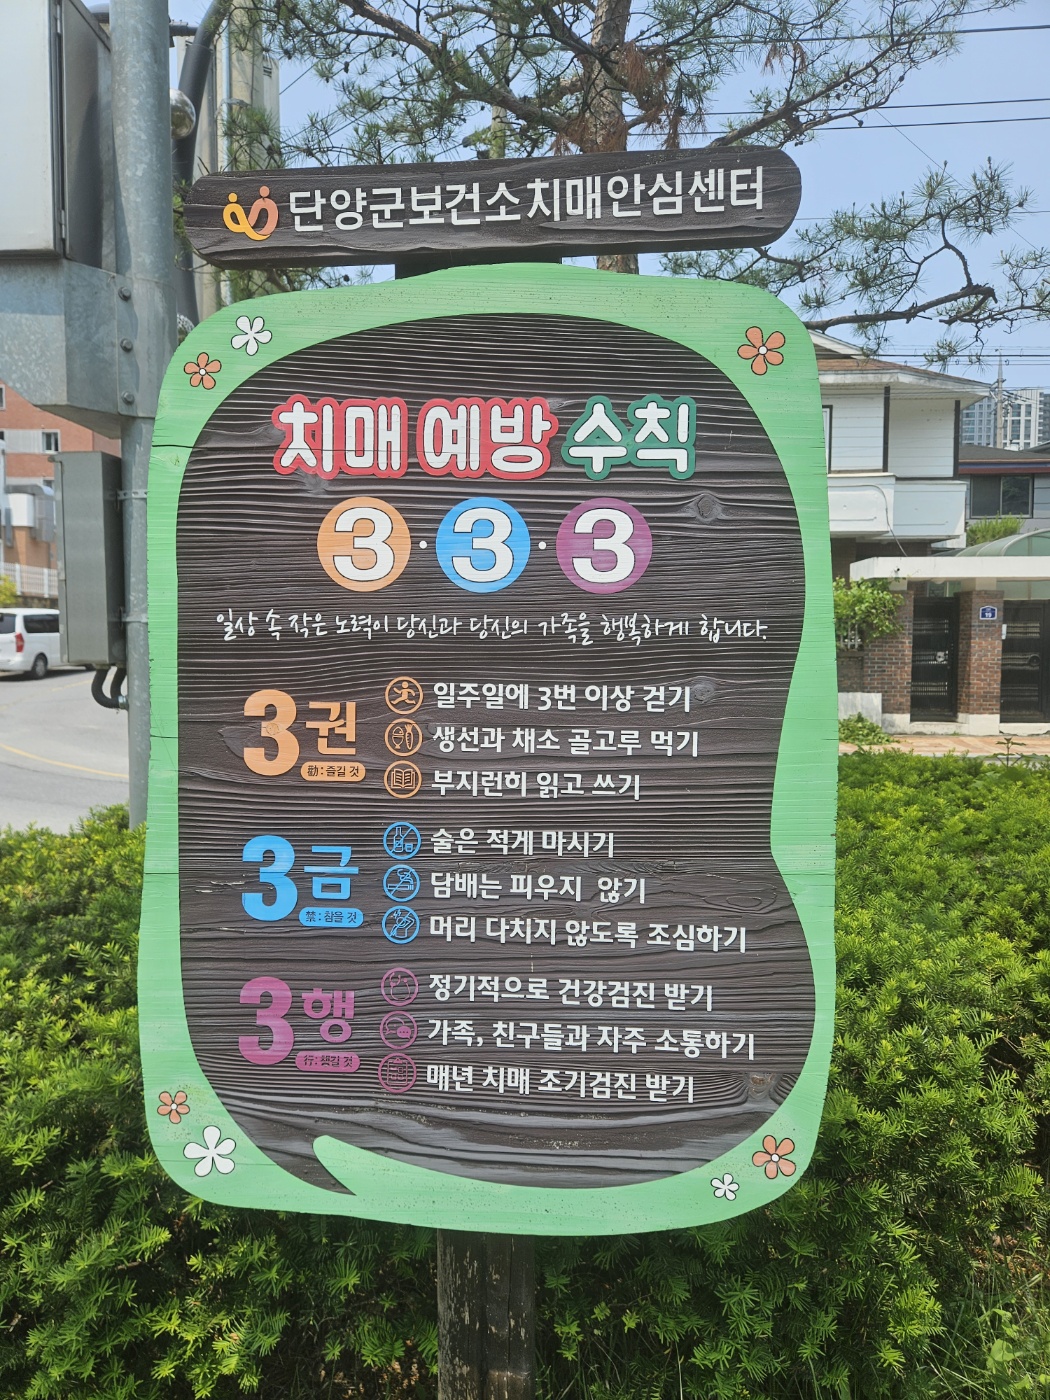 단양군보건소치매안심센터
치매 예방 수칙
3·3·3
일상 속 작은 노력이 당신과 당신의 가족을 행복하게 합니다.
3권
勸:즐길 것
일주일에 3번 이상 걷기
생선과 채소 골고루 먹기
부지런히 읽고 쓰기
3금
禁:참을 것
술은 적게 마시기
담배는 피우지 않기
머리 다치지 않도록 조심하기
3행
行:챙길 것
정기적으로 건강검진 받기
가족, 친구들과 자주 소통하기
매년 치매 조기검진 받기